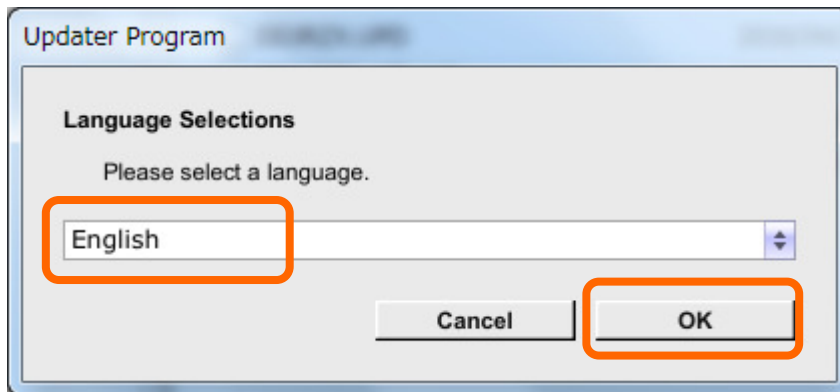 Updater Program
Language Selections
Please select a language.
English
Cancel OK